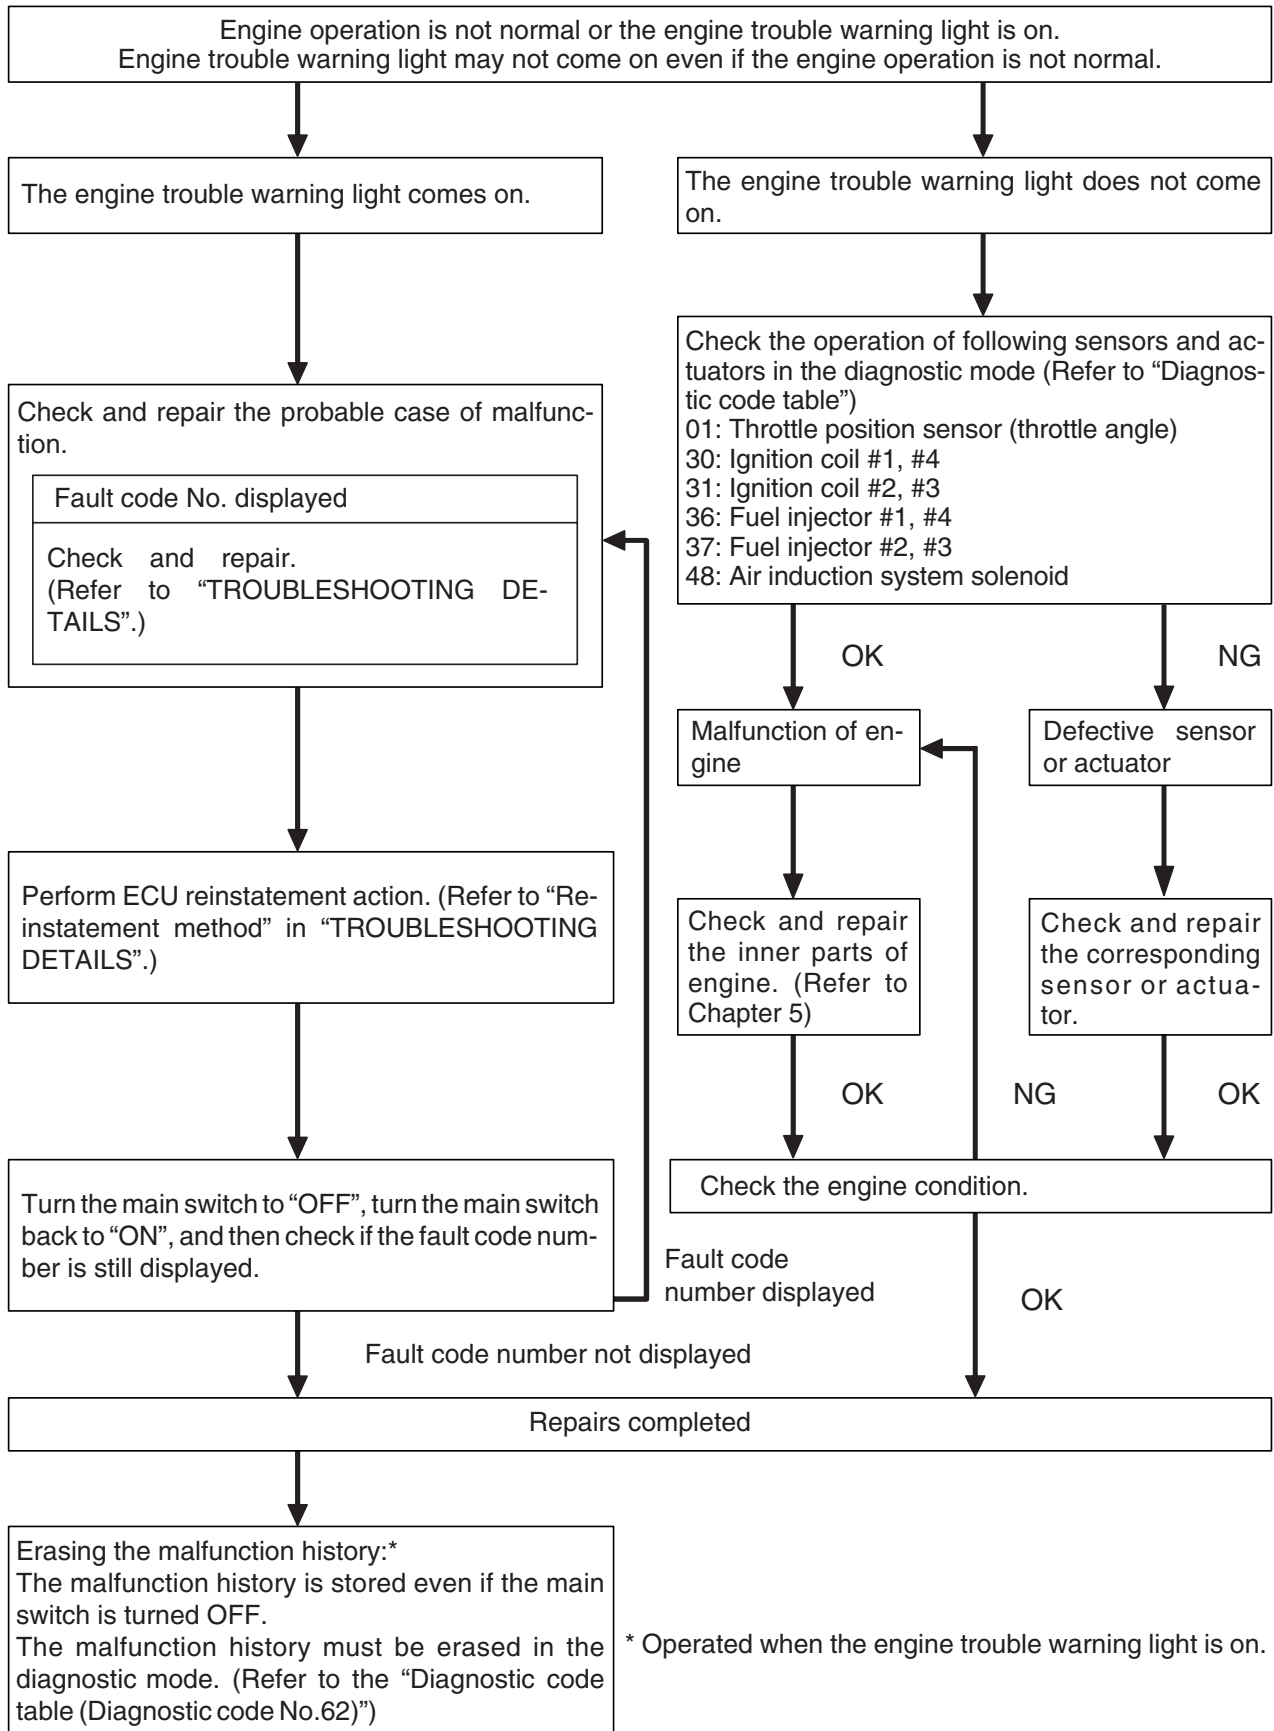 Engine operation is not normal or the engine trouble warning light is on.
Engine trouble warning light may not come on even if the engine operation is not normal.
The engine trouble warning light comes on.
The engine trouble warning light does not come
on.
Check and repair the probable case of malfunc-
tion.
Fault code No. displayed
Check and repair.
(Refer to “TROUBLESHOOTING DE-
TAILS”.)
Check the operation of following sensors and ac-
tuators in the diagnostic mode (Refer to “Diagnos-
tic code table”)
01: Throttle position sensor (throttle angle)
30: Ignition coil #1, #4
31: Ignition coil #2, #3
36: Fuel injector #1, #4
37: Fuel injector #2, #3
48: Air induction system solenoid
OK
NG
Malfunction of en-
gine
Defective sensor
or actuator
Perform ECU reinstatement action. (Refer to “Re-
instatement method” in “TROUBLESHOOTING
DETAILS”.)
Check and repair
the inner parts of
engine. (Refer to
Chapter 5)
Check and repair
the corresponding
sensor or actua-
tor.
OK
NG
OK
Turn the main switch to “OFF”, turn the main switch
back to “ON”, and then check if the fault code num-
ber is still displayed.
Check the engine condition.
Fault code
number displayed
OK
Fault code number not displayed
Repairs completed
Erasing the malfunction history:*
The malfunction history is stored even if the main
switch is turned OFF.
The malfunction history must be erased in the
diagnostic mode. (Refer to the “Diagnostic code
table (Diagnostic code No.62)”)
* Operated when the engine trouble warning light is on.